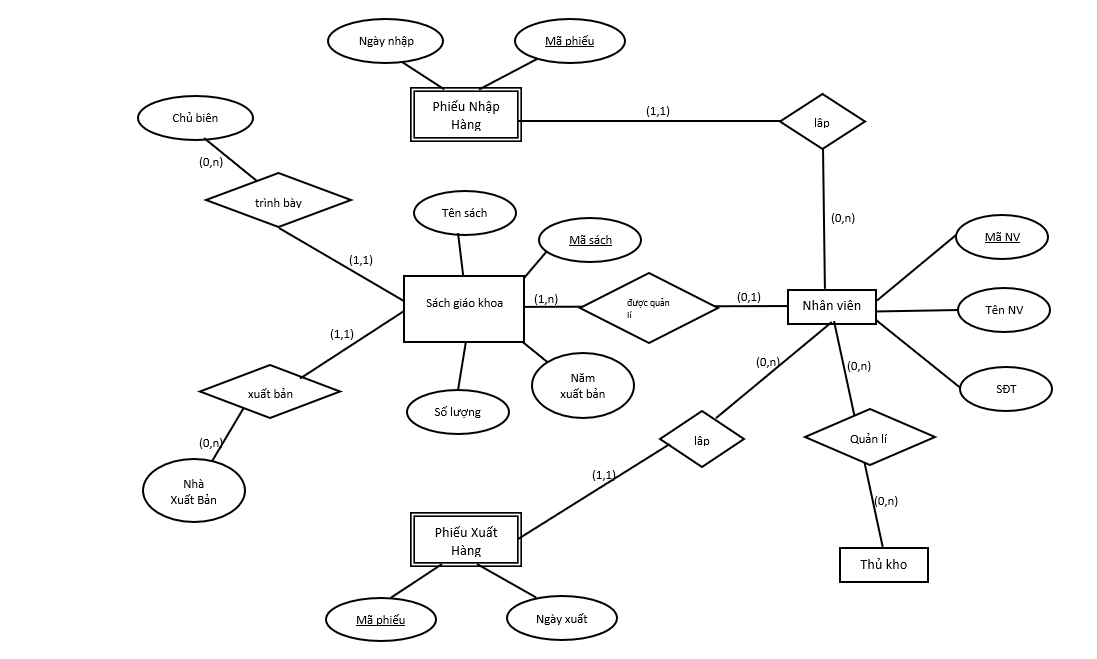 Ngày nhập
Mã phiếu
Phiếu Nhập
Hàng
(1,1)
lập
Chủ biên
(0,n)
trình bày
(1,1)
Tên sách
Mã sách
(0,n)
Mã NV
Sách giáo khoa
(1,n)
được quản
lí
(0,1)
Nhân viên
Tên NV
(1,1)
xuất bản
(0,n)
Nhà
Xuất Bản
Số lượng
Năm
xuất bản
(0,n)
(0,n)
SĐT
lập
Quản lí
(1,1)
(0,n)
Phiếu Xuất
Hàng
Thủ kho
Mã phiếu
Ngày xuất